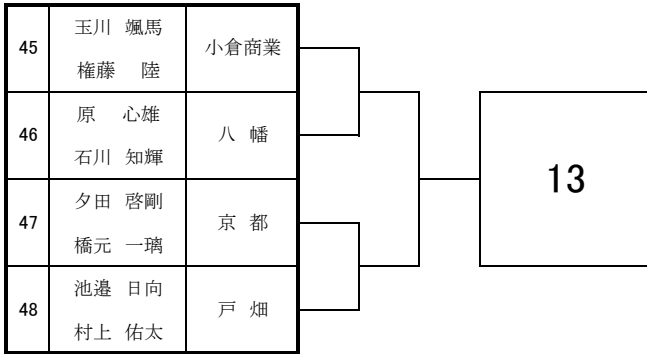 45 玉川 颯馬 権藤 陸 小倉商業
46 原 心雄 石川 知輝 八 幡
47 夕田 啓剛 橋元 一璃 京 都
48 池邉 日向 村上 佑太 戸 畑
13